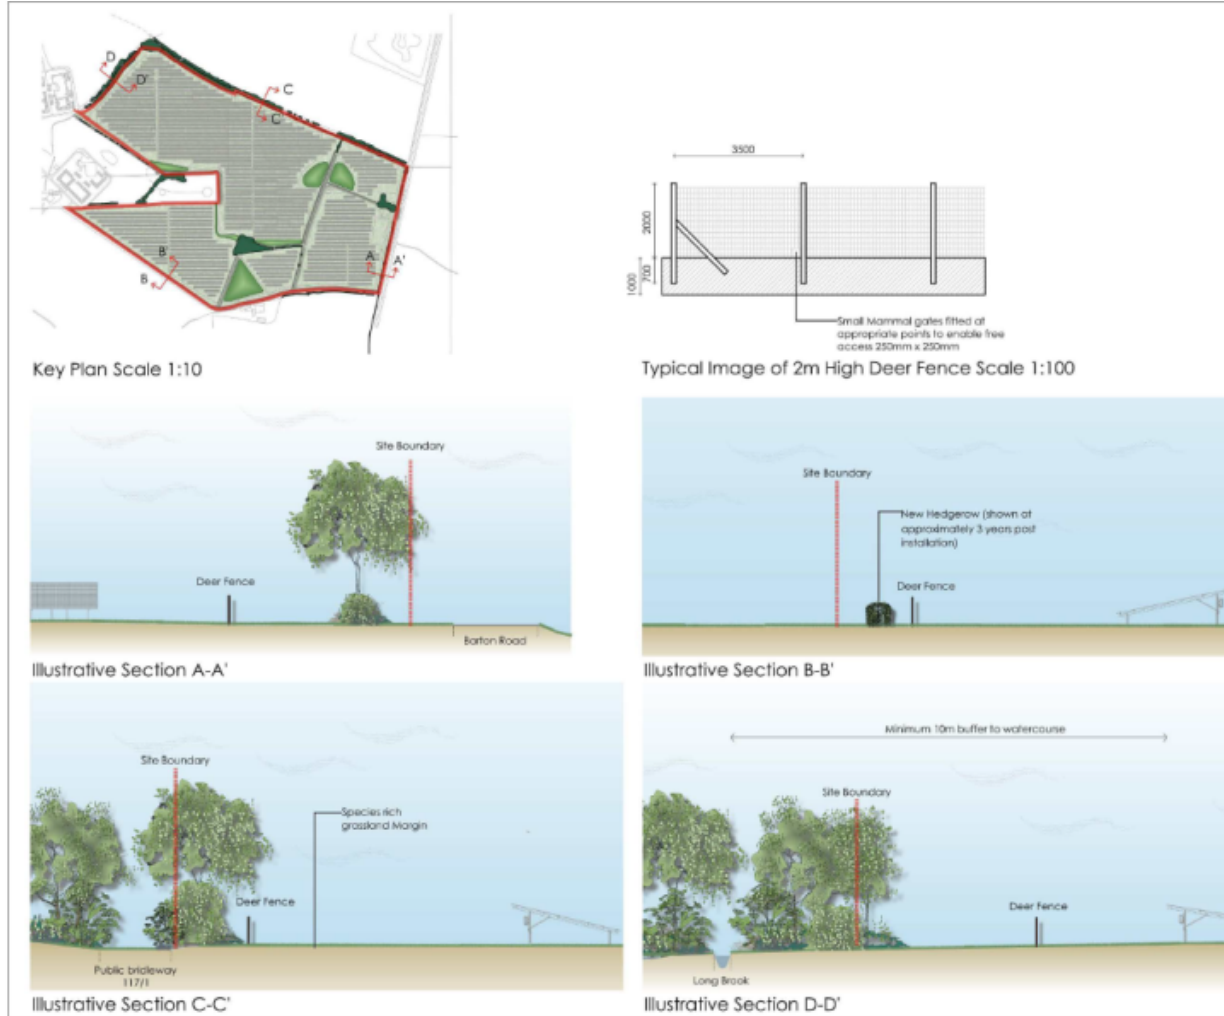 D
D'
C
C'
B'
B
A
A'
Key Plan Scale 1:10
3500
2000
700
1000
Small Mammal gates fitted at
appropriate points to enable free
access 250mm x 250mm
Typical Image of 2m High Deer Fence Scale 1:100
Site Boundary
Deer Fence
Barton Road
Illustrative Section A-A'
Site Boundary
New Hedgerow (shown at
approximately 3 years post
installation)
Deer Fence
Illustrative Section B-B'
Site Boundary
Species rich
grassland Margin
Deer Fence
Public bridleway
117/1
Illustrative Section C-C'
Minimum 10m buffer to watercourse
Site Boundary
Deer Fence
Long Brook
Illustrative Section D-D'